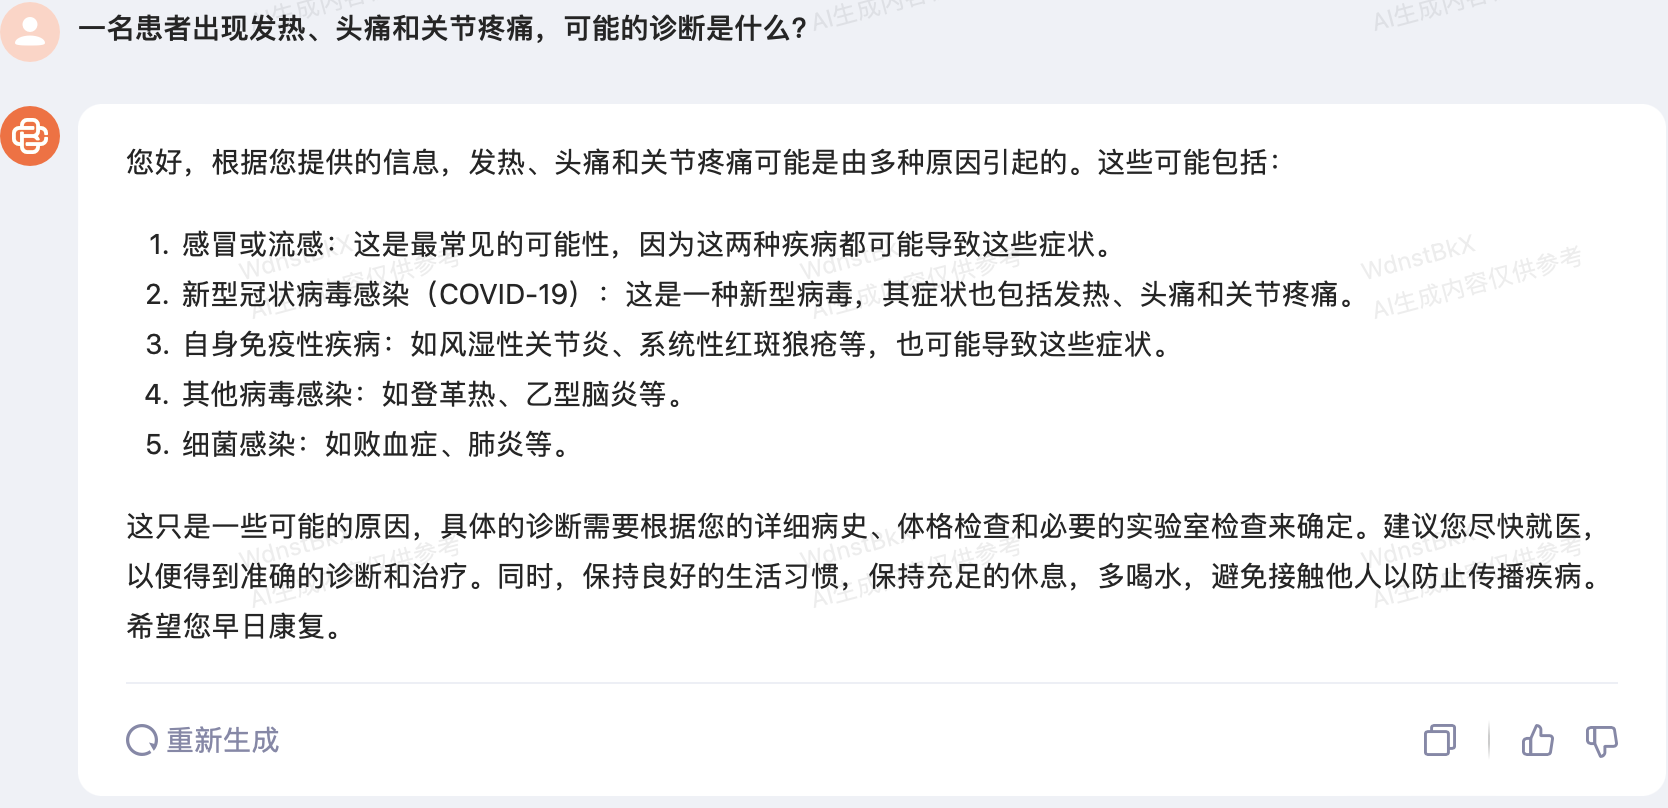 一名患者出现发热、头痛和关节疼痛，可能的诊断是什么？
您好，根据您提供的信息，发热、头痛和关节疼痛可能是由多种原因引起的。这些可能包括：
1. 感冒或流感：这是最常见的可能性，因为这两种疾病都可能导致这些症状。
2. 新型冠状病毒感染（COVID-19）：这是一种新型病毒，其症状也包括发热、头痛和关节疼痛。
3. 自身免疫性疾病：如风湿性关节炎、系统性红斑狼疮等，也可能导致这些症状。
4. 其他病毒感染：如登革热、乙型脑炎等。
5. 细菌感染：如败血症、肺炎等。
这只是一些可能的原因，具体的诊断需要根据您的详细病史、体格检查和必要的实验室检查来确定。建议您尽快就医，
以便得到准确的诊断和治疗。同时，保持良好的生活习惯，保持充足的休息，多喝水，避免接触他人以防止传播疾病。
希望您早日康复。
重新生成
WdnstBkX
AI生成内容仅供参考